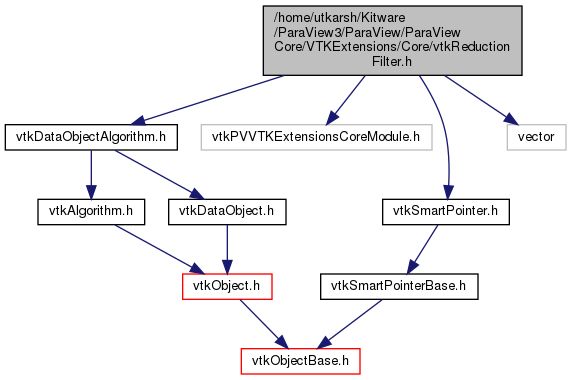 /home/utkarsh/Kitware
/ParaView3/ParaView/ParaView
Core/VTKExtensions/Core/vtkReduction
Filter.h
vtkDataObjectAlgorithm.h
vtkPVVTKExtensionsCoreModule.h
vector
vtkAlgorithm.h
vtkDataObject.h
vtkSmartPointer.h
vtkObject.h
vtkSmartPointerBase.h
vtkObjectBase.h